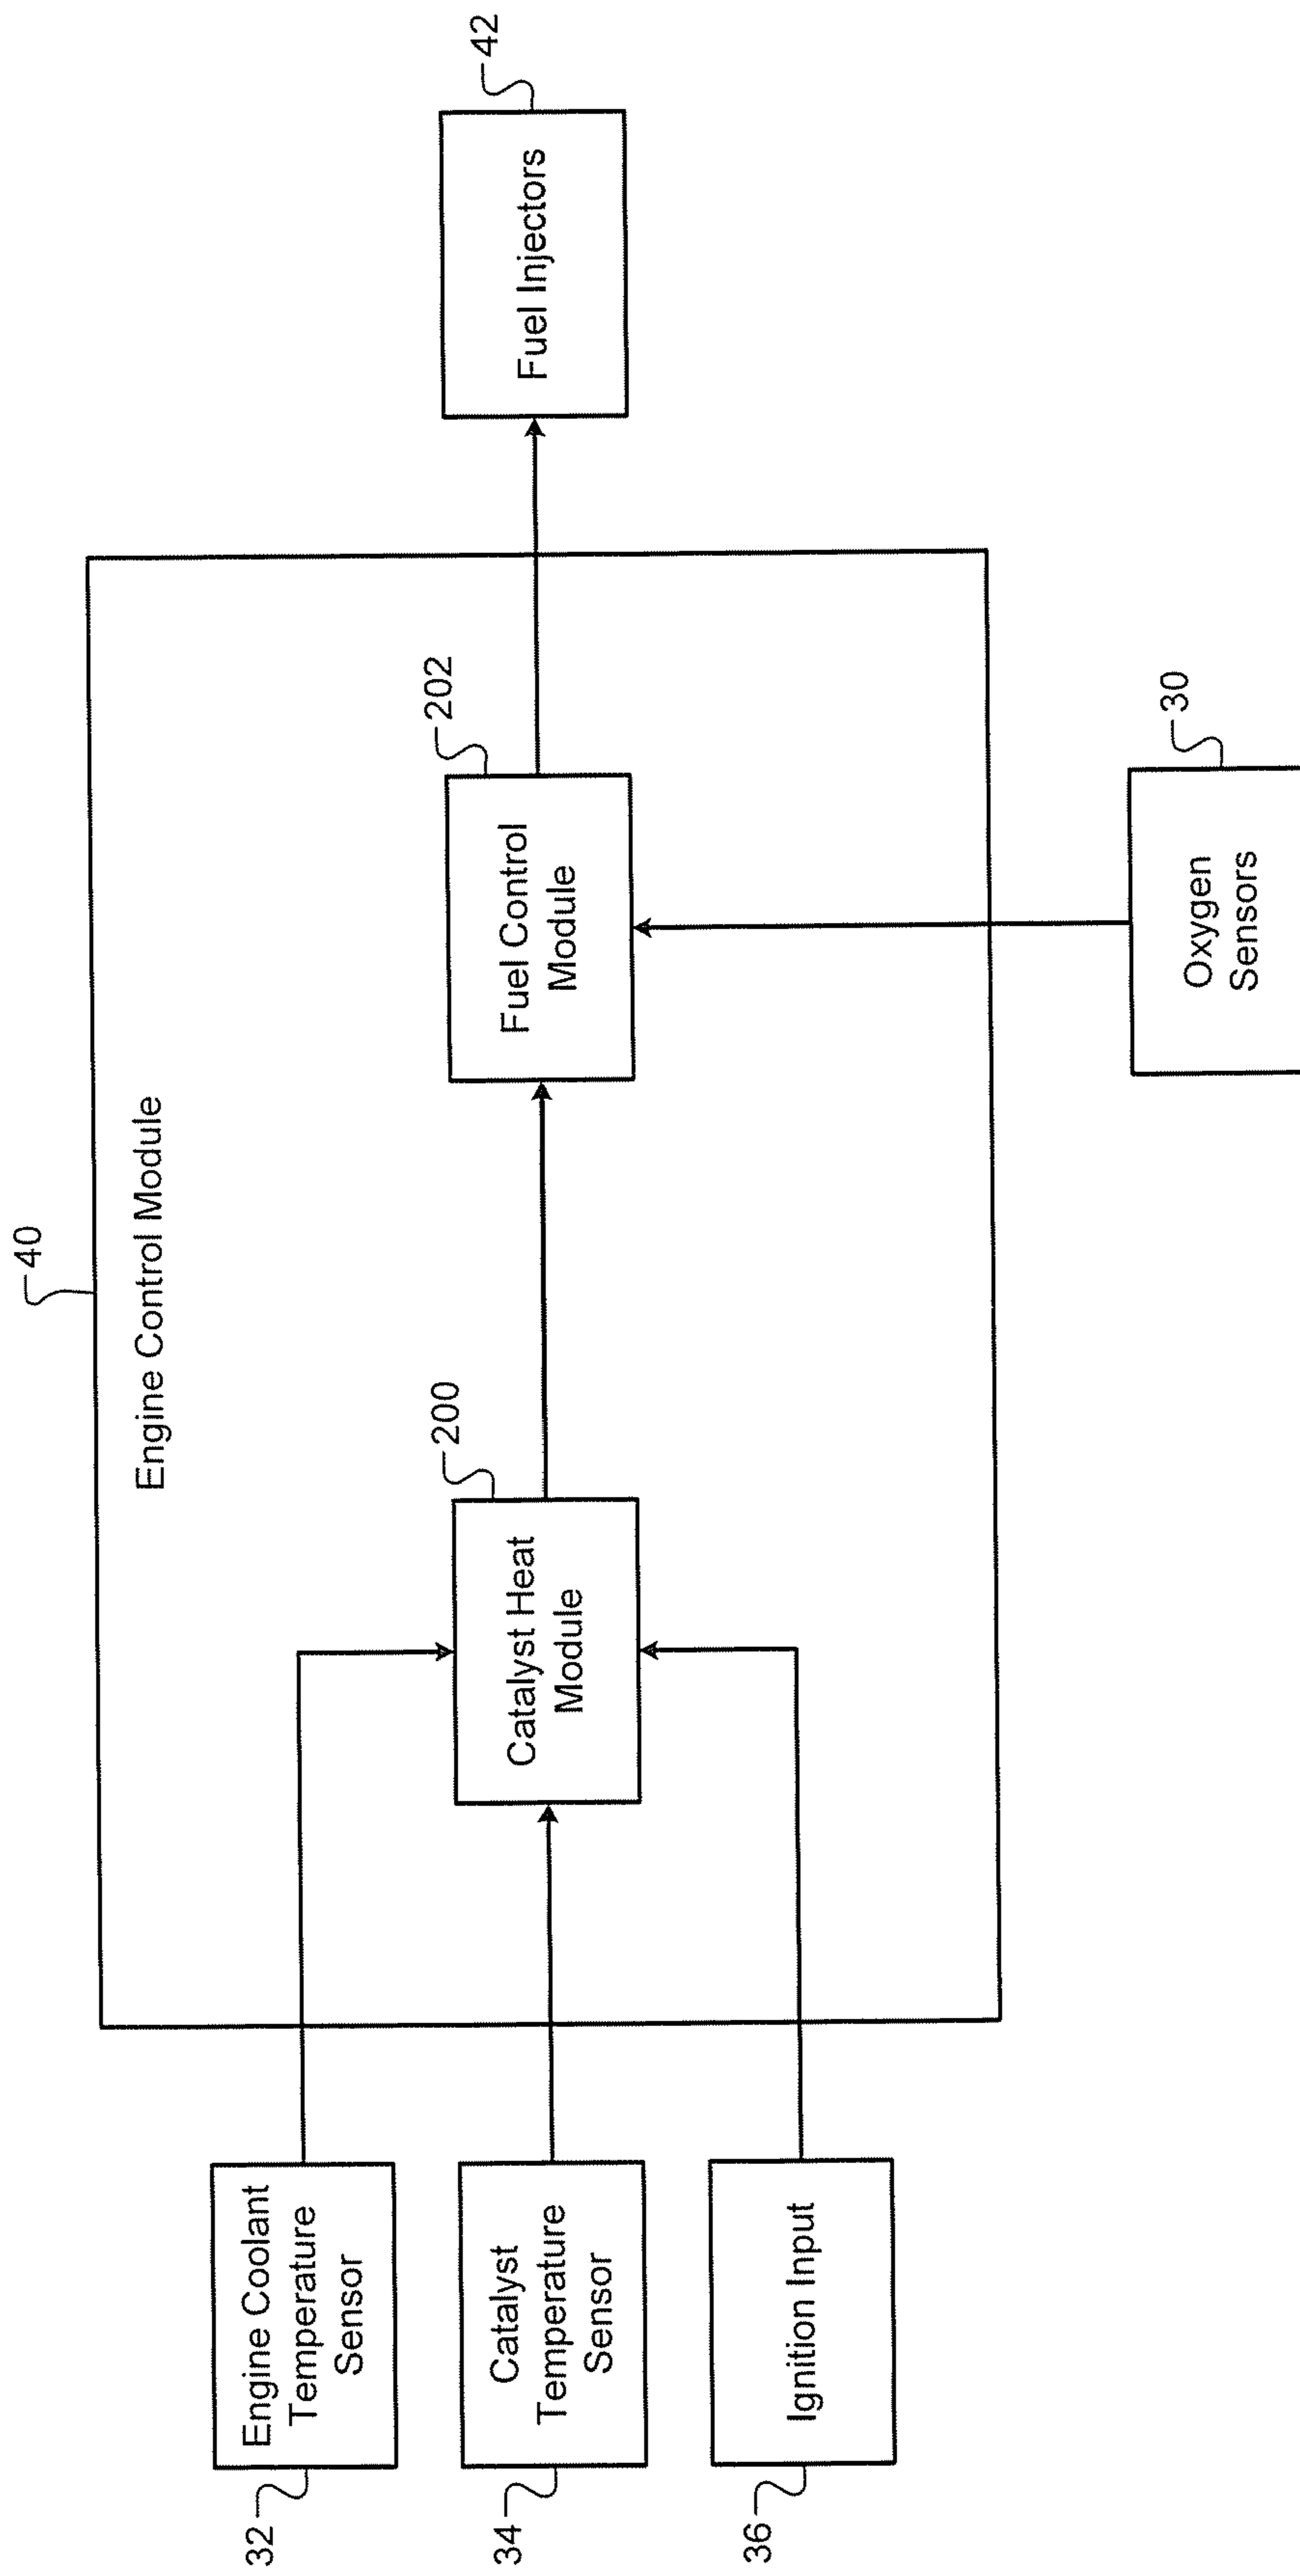 40
Engine Control Module
32
Engine Coolant
Temperature
Sensor
34
Catalyst
Temperature
Sensor
36
Ignition Input
200
Catalyst Heat
Module
202
Fuel Control
Module
42
Fuel Injectors
30
Oxygen
Sensors